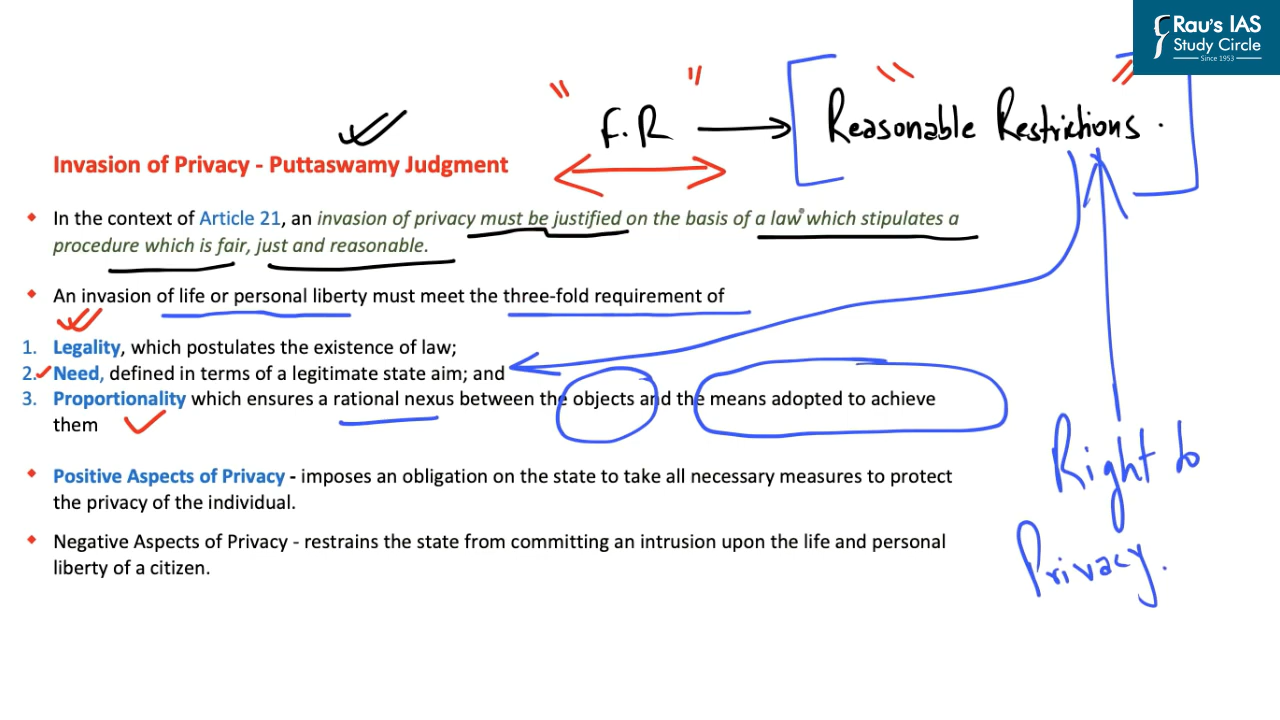 Rau's IAS
Study Circle
Since 1953
" F.R " → [ "Reasonable Restrictions." ]
Invasion of Privacy - Puttaswamy Judgment
In the context of Article 21, an invasion of privacy must be justified on the basis of a law which stipulates a
procedure which is fair, just and reasonable.
An invasion of life or personal liberty must meet the three-fold requirement of
1. Legality, which postulates the existence of law;
2. Need, defined in terms of a legitimate state aim; and
3. Proportionality which ensures a rational nexus between the objects and the means adopted to achieve
them
Positive Aspects of Privacy - imposes an obligation on the state to take all necessary measures to protect
the privacy of the individual.
Negative Aspects of Privacy - restrains the state from committing an intrusion upon the life and personal
liberty of a citizen.
Right to
Privacy.